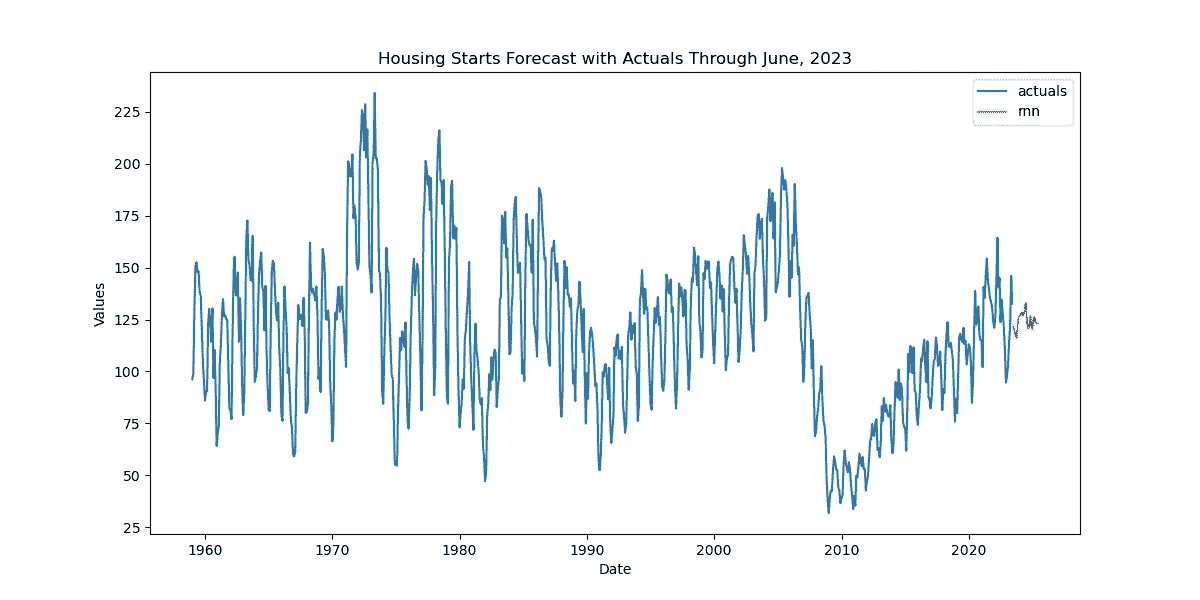 Housing Starts Forecast with Actuals Through June, 2023
actuals
rnn
225
200
175
150
125
100
75
50
25
Values
1960 1970 1980 1990 2000 2010 2020
Date